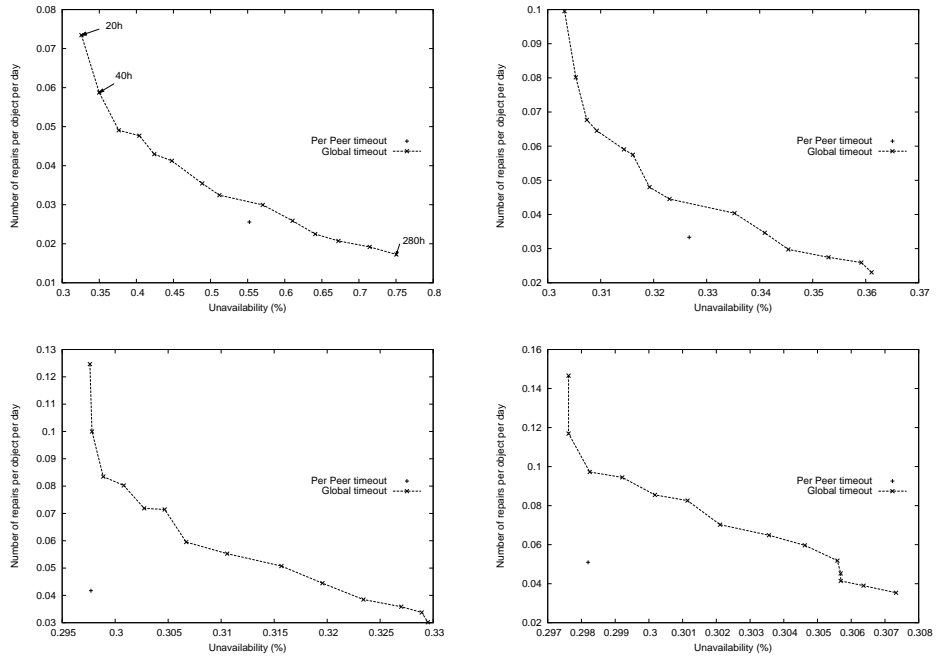 0.08
0.07
0.06
0.05
0.04
0.03
0.02
0.01
0.3 0.35 0.4 0.45 0.5 0.55 0.6 0.65 0.7 0.75 0.8
Number of repairs per object per day
Unavailability (%)
20h
40h
280h
Per Peer timeout
Global timeout
0.1
0.09
0.08
0.07
0.06
0.05
0.04
0.03
0.02
0.3 0.31 0.32 0.33 0.34 0.35 0.36 0.37
Number of repairs per object per day
Unavailability (%)
Per Peer timeout
Global timeout
0.13
0.12
0.11
0.1
0.09
0.08
0.07
0.06
0.05
0.04
0.03
0.295 0.3 0.305 0.31 0.315 0.32 0.325 0.33
Number of repairs per object per day
Unavailability (%)
Per Peer timeout
Global timeout
0.16
0.14
0.12
0.1
0.08
0.06
0.04
0.02
0.297 0.298 0.299 0.3 0.301 0.302 0.303 0.304 0.305 0.306 0.307 0.308
Number of repairs per object per day
Unavailability (%)
Per Peer timeout
Global timeout